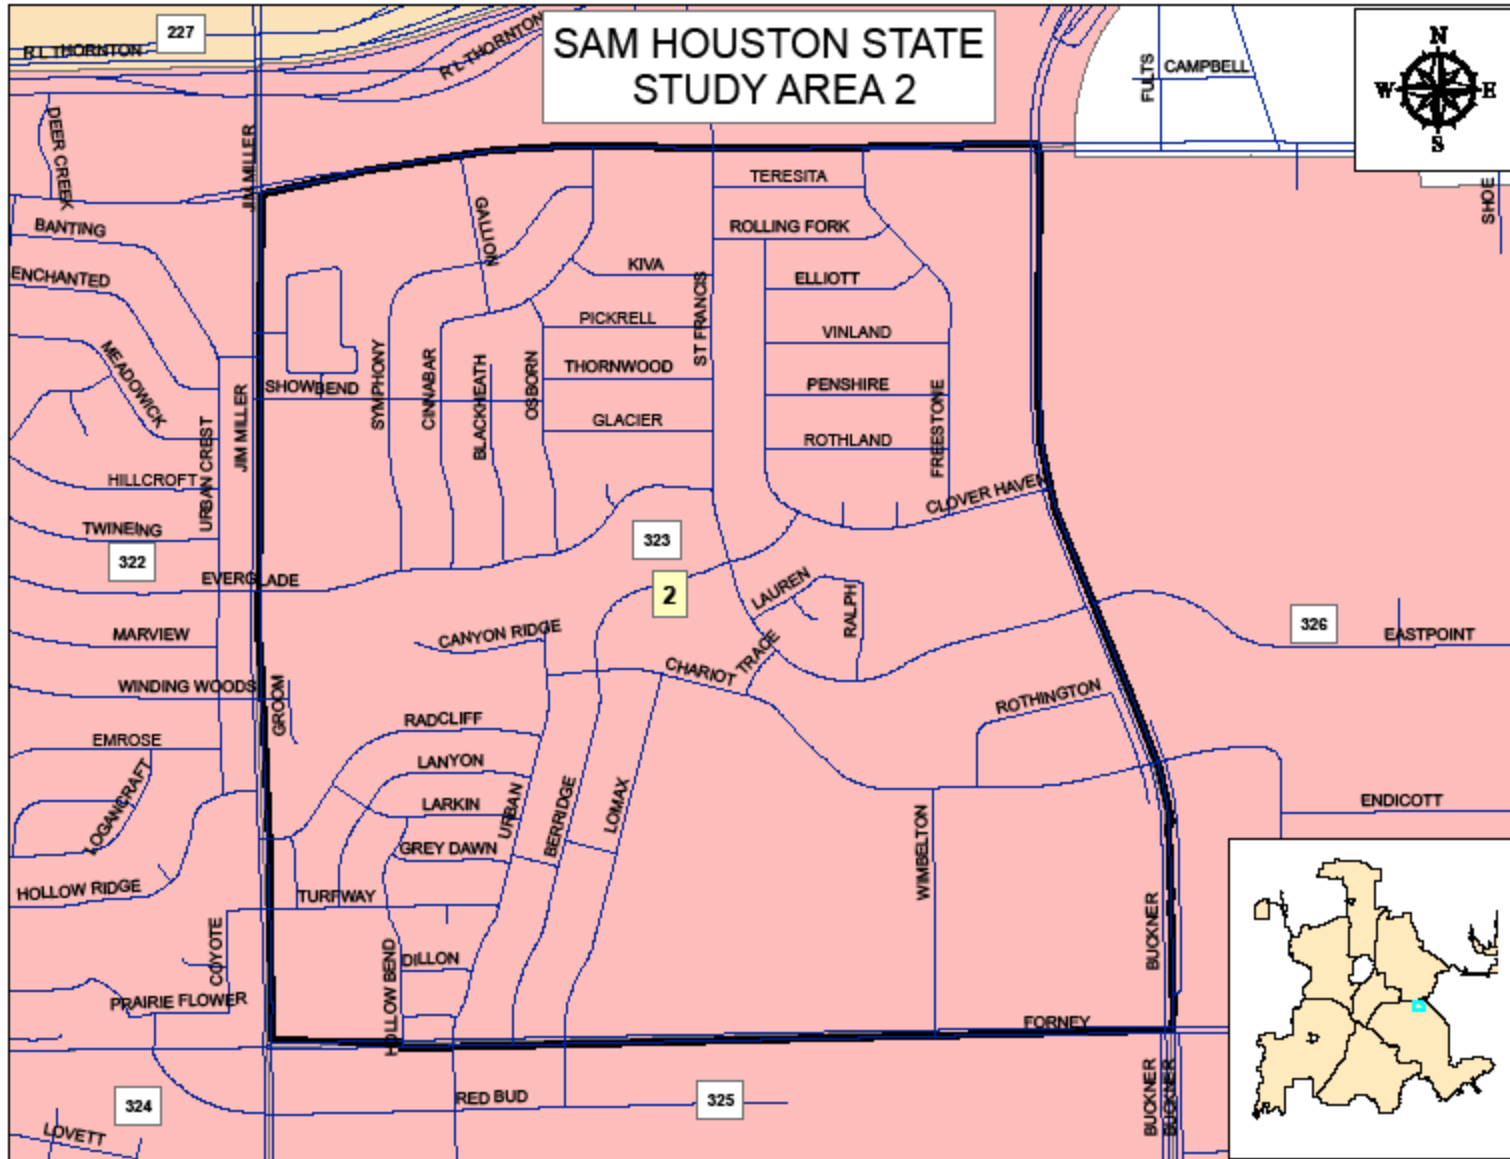 227
R L THORNTON
R L THORNTON
SAM HOUSTON STATE
STUDY AREA 2
FULTS
CAMPBELL
N
W
E
S
DEER CREEK
JIM MILLER
TERESITA
SHOE
BANTING
GALLION
ROLLING FORK
ENCHANTED
KIVA
ELLIOTT
ST FRANCIS
PICKRELL
VINLAND
MEADOWICK
SHOWBEND
SYMPHONY
CINNABAR
BLACKHEATH
OSBORN
THORNWOOD
PENSHIRE
FREESTONE
JIM MILLER
URBAN CREST
GLACIER
ROTHLAND
HILLCROFT
CLOVER HAVEN
TWINEING
323
322
EVERGLADE
2
LAUREN
RALPH
326
EASTPOINT
MARVIEW
CANYON RIDGE
CHARIOT
TRACE
WINDING WOODS
GROOM
ROTHINGTON
RADCLIFF
EMROSE
LANYON
LOGANCRAFT
LARKIN
URBAN
BERRIDGE
LOMAX
ENDICOTT
GREY DAWN
WIMBELTON
HOLLOW RIDGE
TURFWAY
COYOTE
HOLLOW BEND
DILLON
BUCKNER
PRAIRIE FLOWER
FORNEY
324
RED BUD
325
BUCKNER
BUCKNER
LOVETT